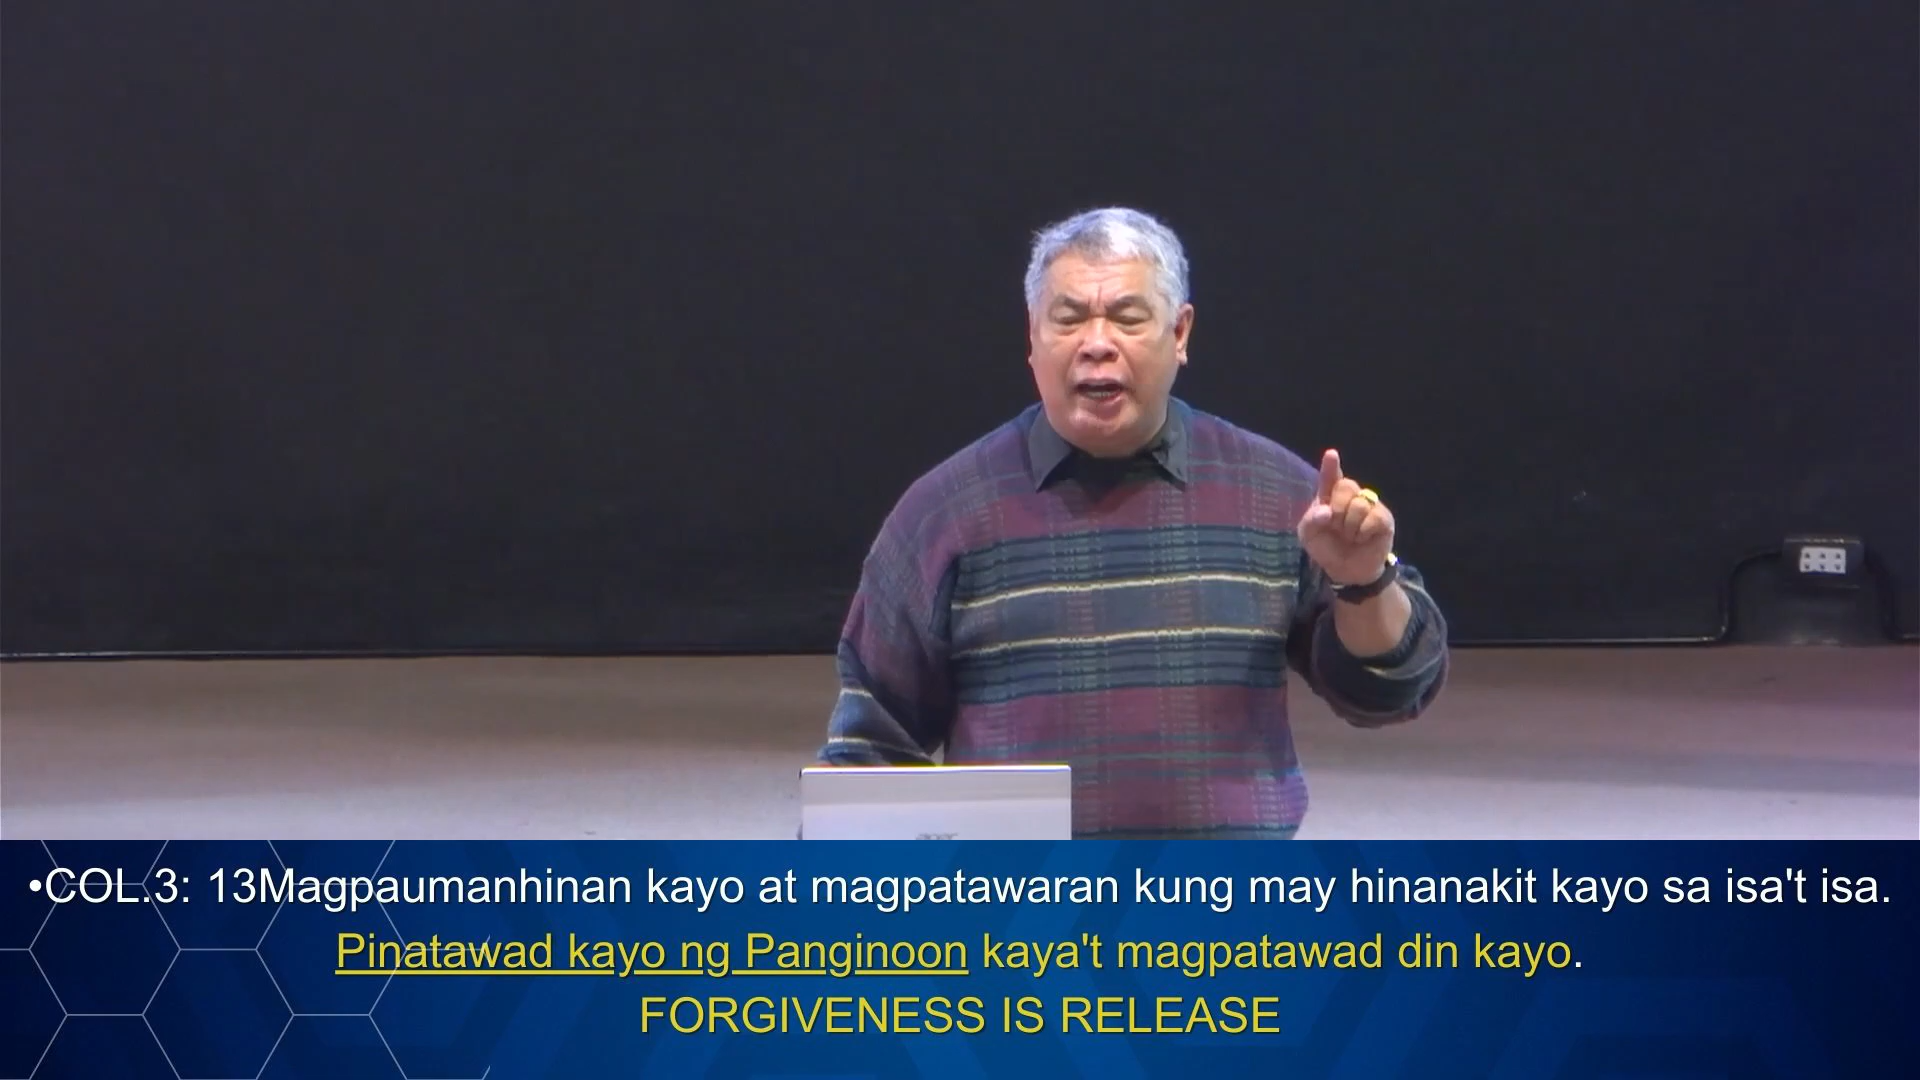 acer
•COL.3: 13Magpaumanhinan kayo at magpatawaran kung may hinanakit kayo sa isa't isa.
Pinatawad kayo ng Panginoon kaya't magpatawad din kayo.
FORGIVENESS IS RELEASE